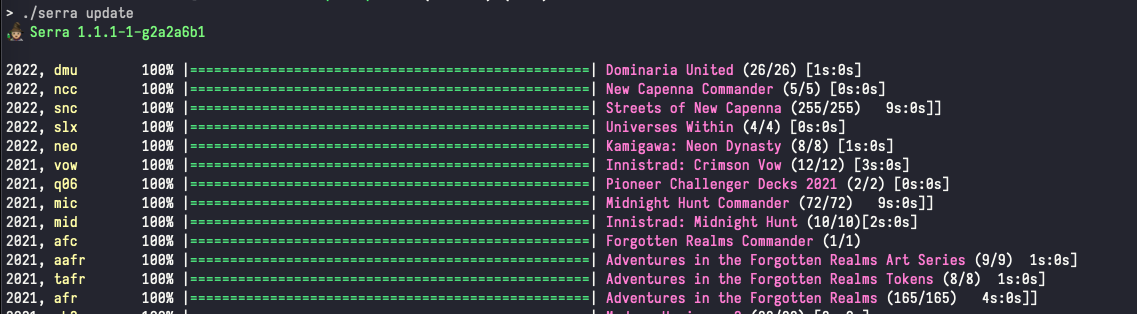 > ./serra update
Serra 1.1.1-1-g2a2a6b1
2022, dmu 100% |==================================================| Dominaria United (26/26) [1s:0s]
2022, ncc 100% |==================================================| New Capenna Commander (5/5) [0s:0s]
2022, snc 100% |==================================================| Streets of New Capenna (255/255) 9s:0s]]
2022, slx 100% |==================================================| Universes Within (4/4) [0s:0s]
2022, neo 100% |==================================================| Kamigawa: Neon Dynasty (8/8) [1s:0s]
2021, vow 100% |==================================================| Innistrad: Crimson Vow (12/12) [3s:0s]
2021, q06 100% |==================================================| Pioneer Challenger Decks 2021 (2/2) [0s:0s]
2021, mic 100% |==================================================| Midnight Hunt Commander (72/72) 9s:0s]]
2021, mid 100% |==================================================| Innistrad: Midnight Hunt (10/10)[2s:0s]
2021, afc 100% |==================================================| Forgotten Realms Commander (1/1)
2021, aafr 100% |==================================================| Adventures in the Forgotten Realms Art Series (9/9) 1s:0s]
2021, tafr 100% |==================================================| Adventures in the Forgotten Realms Tokens (8/8) 1s:0s]
2021, afr 100% |==================================================| Adventures in the Forgotten Realms (165/165) 4s:0s]]